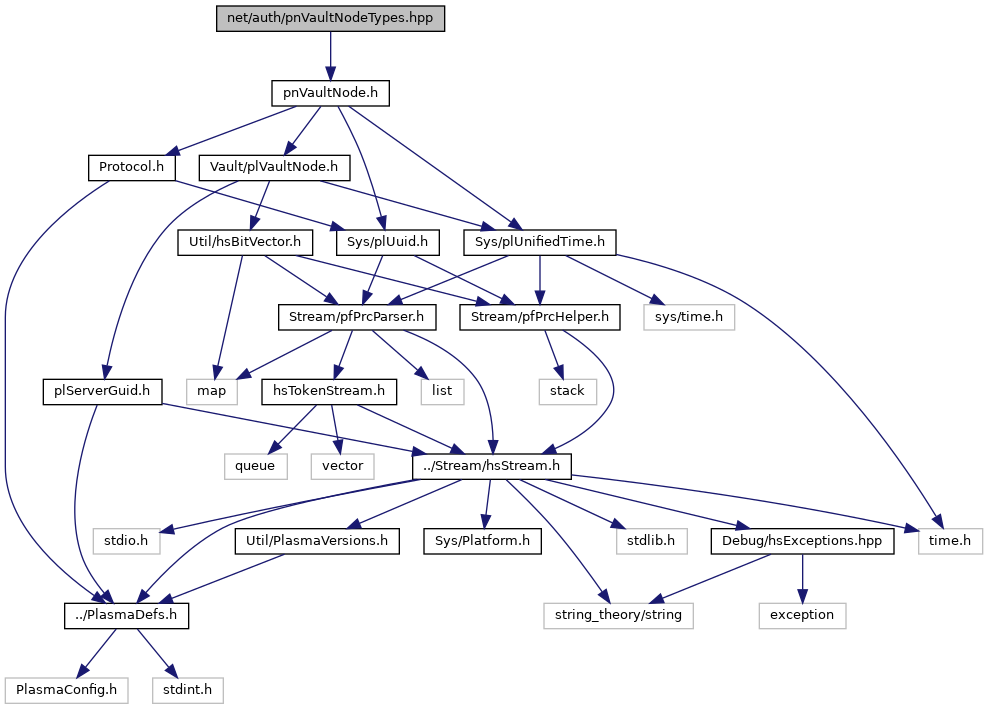 net/auth/pnVaultNodeTypes.hpp
pnVaultNode.h
Protocol.h
Vault/plVaultNode.h
Util/hsBitVector.h
Sys/plUuid.h
Sys/plUnifiedTime.h
Stream/pfPrcParser.h
Stream/pfPrcHelper.h
sys/time.h
plServerGuid.h
map
hsTokenStream.h
list
stack
queue
vector
../Stream/hsStream.h
stdio.h
Util/PlasmaVersions.h
Sys/Platform.h
stdlib.h
Debug/hsExceptions.hpp
time.h
../PlasmaDefs.h
string_theory/string
exception
PlasmaConfig.h
stdint.h